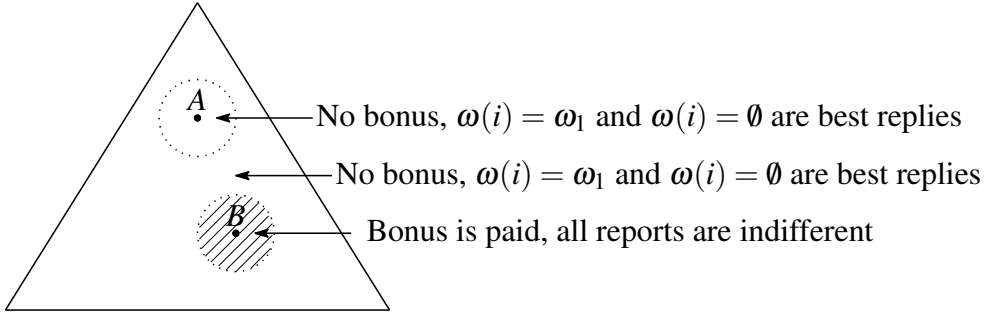 A
No bonus, ω(i) = ω₁ and ω(i) = ∅ are best replies
No bonus, ω(i) = ω₁ and ω(i) = ∅ are best replies
B
Bonus is paid, all reports are indifferent